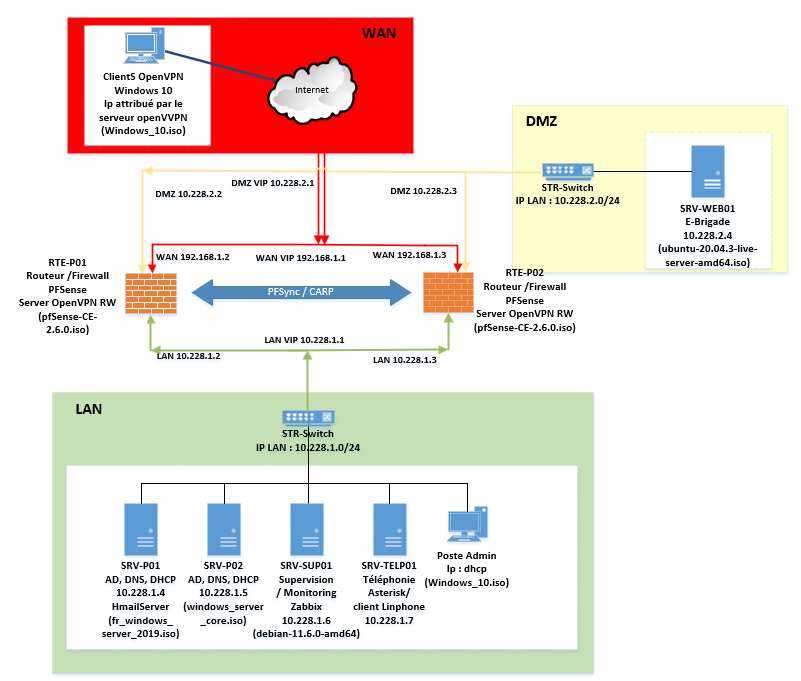 WAN
ClientS OpenVPN
Windows 10
Ip attribué par le
serveur openVVPN
(Windows_10.iso)
Internet
DMZ
STR-Switch
IP LAN : 10.228.2.0/24
SRV-WEB01
E-Brigade
10.228.2.4
(ubuntu-20.04.3-live-
server-amd64.iso)
DMZ 10.228.2.2
DMZ VIP 10.228.2.1
DMZ 10.228.2.3
WAN 192.168.1.2
WAN VIP 192.168.1.1
WAN 192.168.1.3
RTE-P01
Routeur /Firewall
PFSense
Server OpenVPN RW
(pfSense-CE-
2.6.0.iso)
PFSync / CARP
RTE-P02
Routeur /Firewall
PFSense
Server OpenVPN RW
(pfSense-CE-2.6.0.iso)
LAN VIP 10.228.1.1
LAN 10.228.1.2
LAN 10.228.1.3
LAN
STR-Switch
IP LAN : 10.228.1.0/24
SRV-P01
AD, DNS, DHCP
10.228.1.4
HmailServer
(fr_windows_
server_2019.iso)
SRV-P02
AD, DNS, DHCP
10.228.1.5
(windows_server
_core.iso)
SRV-SUP01
Supervision
/ Monitoring
Zabbix
10.228.1.6
(debian-11.6.0-amd64)
SRV-TELP01
Téléphonie
Asterisk/
client Linphone
10.228.1.7
Poste Admin
Ip : dhcp
(Windows_10.iso)